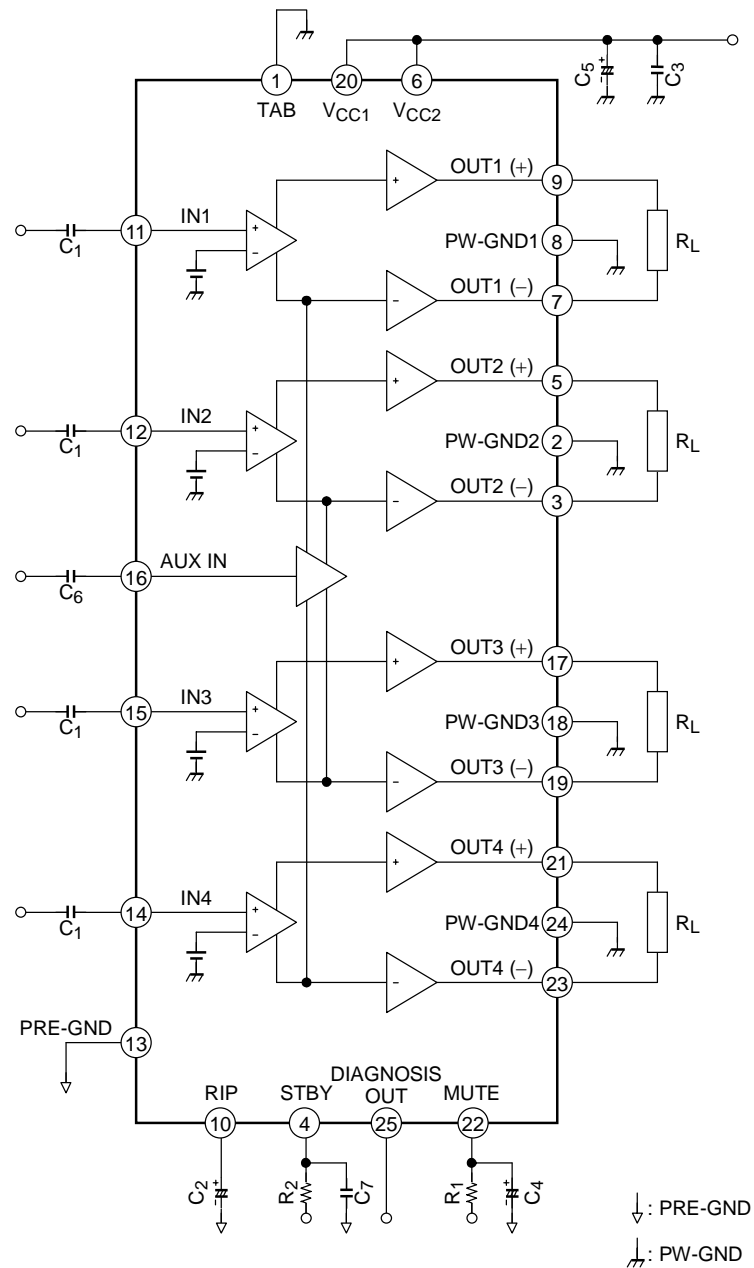 1
TAB
20
VCC1
6
VCC2
C5
+
−
C3
11
IN1
C1
+
−
+
OUT1 (+)
9
PW-GND1
8
RL
−
OUT1 (−)
7
12
IN2
C1
+
−
+
OUT2 (+)
5
PW-GND2
2
RL
−
OUT2 (−)
3
16
AUX IN
C6
15
IN3
C1
+
−
+
OUT3 (+)
17
PW-GND3
18
RL
−
OUT3 (−)
19
14
IN4
C1
+
−
+
OUT4 (+)
21
PW-GND4
24
RL
−
OUT4 (−)
23
PRE-GND
13
RIP
10
STBY
4
DIAGNOSIS
OUT
25
MUTE
22
C2
+
−
R2
C7
R1
C4
+
−
: PRE-GND
: PW-GND